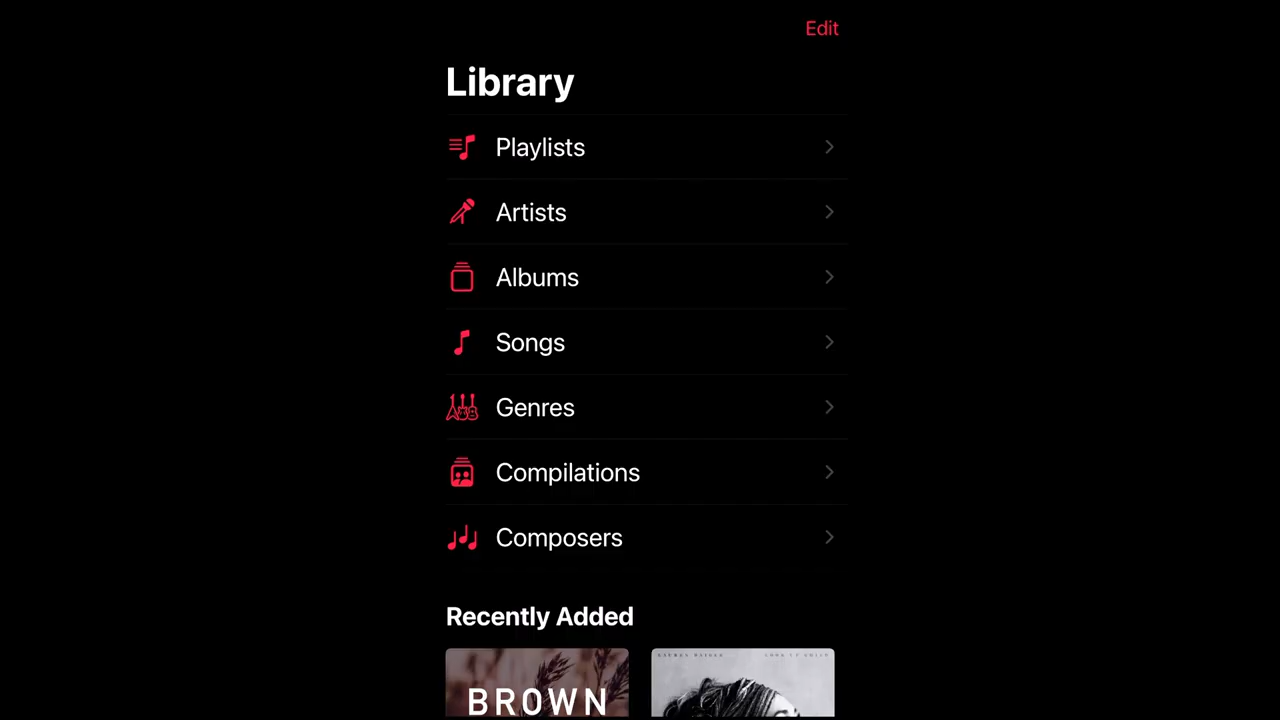 Edit
Library
Playlists
Artists
Albums
Songs
Genres
Compilations
Composers
Recently Added
BROWN